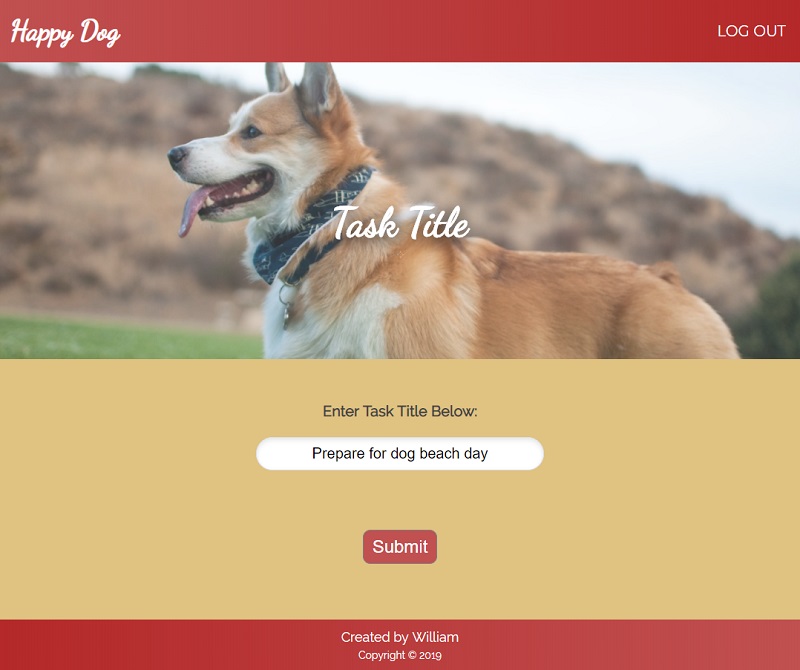 Happy Dog
LOG OUT
Task Title
Enter Task Title Below:
Prepare for dog beach day
Submit
Created by William
Copyright © 2019